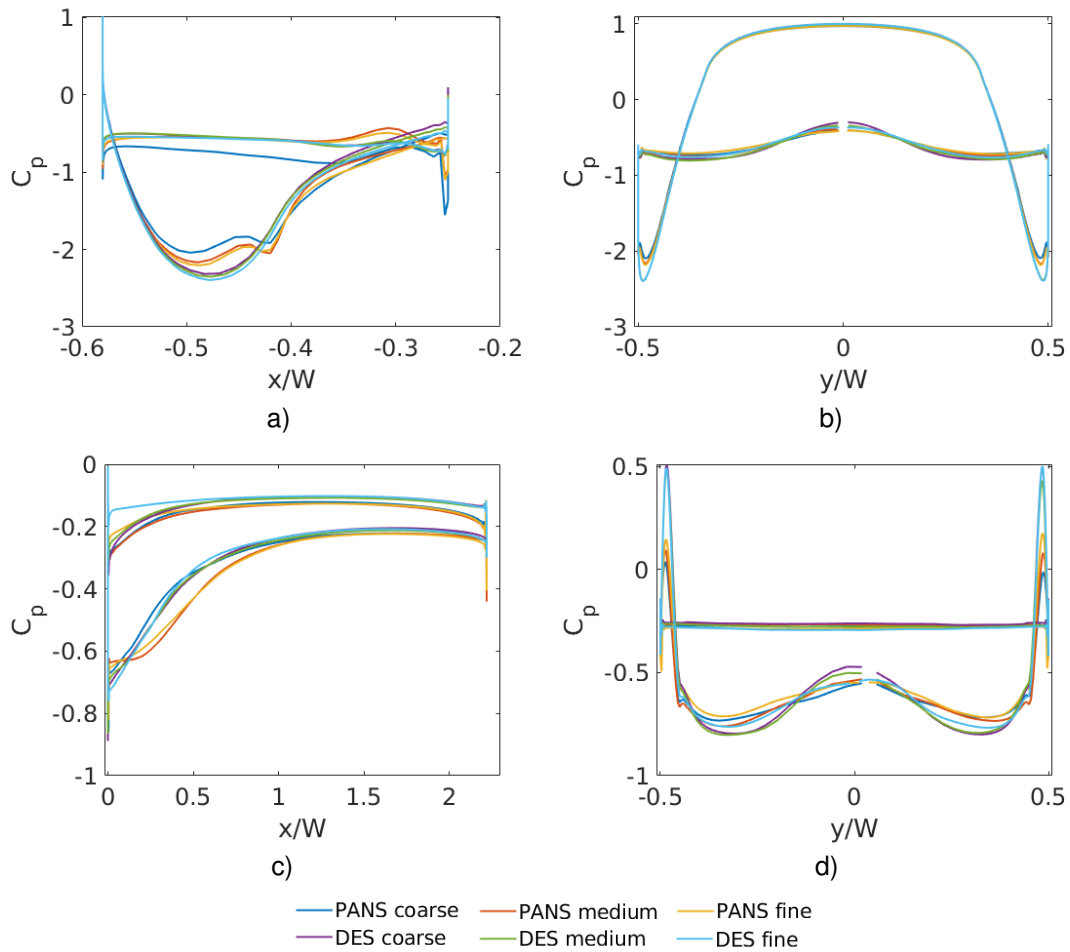 1
0
-1
-2
-3
C_p
-0.6
-0.5
-0.4
-0.3
-0.2
x/W
a)
1
0
-1
-2
-3
C_p
-0.5
0
0.5
y/W
b)
0
-0.2
-0.4
-0.6
-0.8
-1
C_p
0
0.5
1
1.5
2
x/W
c)
0.5
0
-0.5
-1
C_p
-0.5
0
0.5
y/W
d)
PANS coarse PANS medium PANS fine
DES coarse DES medium DES fine